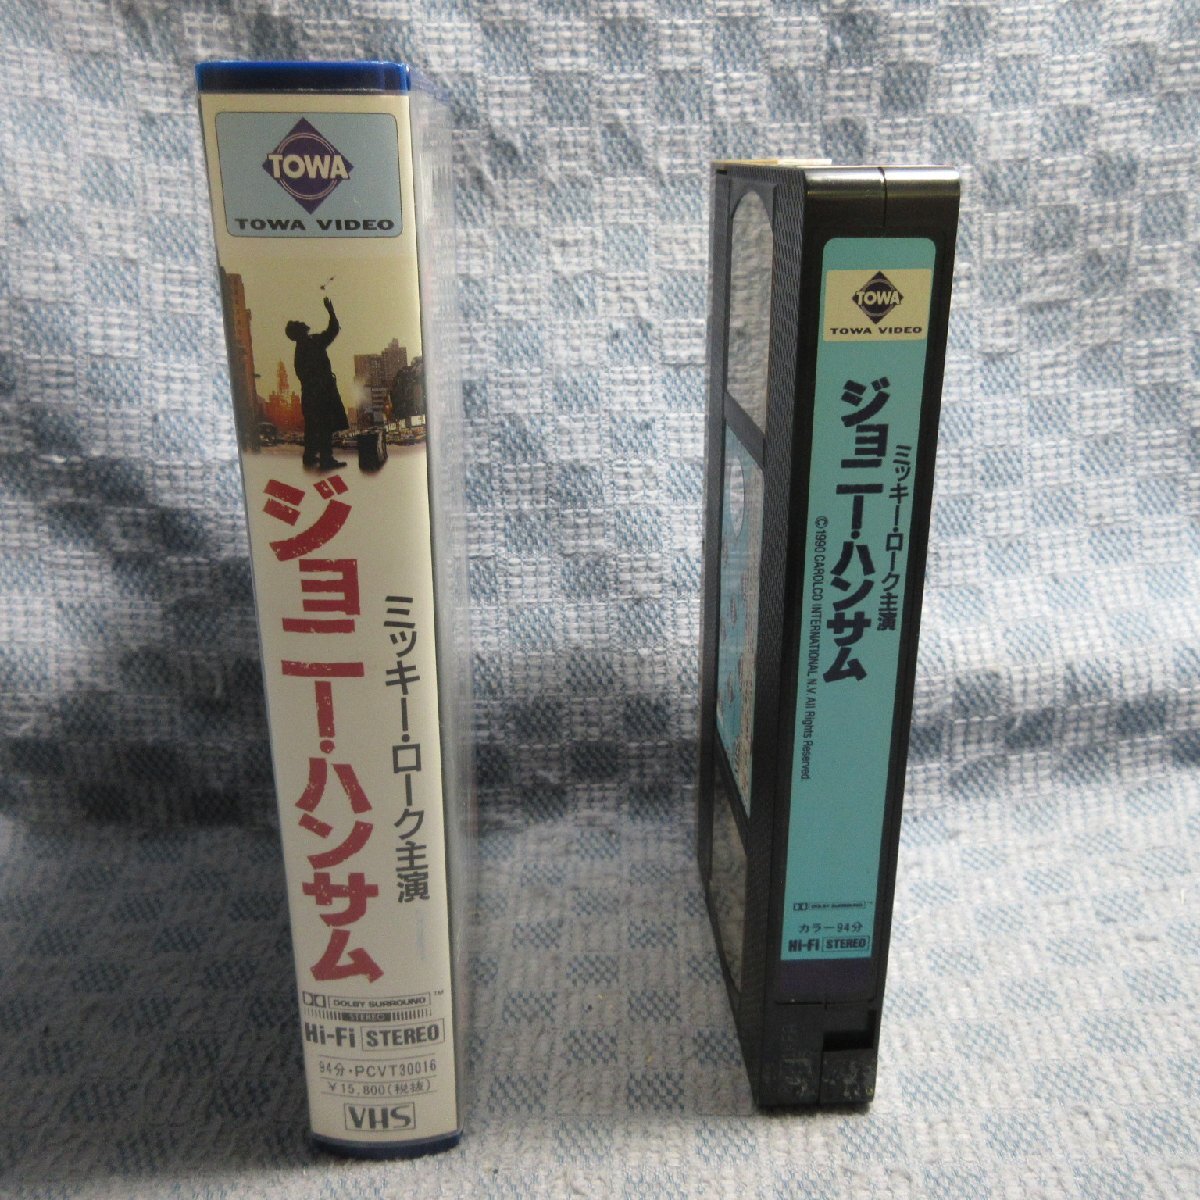 TOWA
TOWA VIDEO
ジョニー・ハンサム
ミッキー・ローク主演
DOLBY SURROUND™
STEREO
Hi-Fi STEREO
94分・PCVT30016
¥15,800(税抜)
VHS
TOWA
TOWA VIDEO
ミッキー・ローク主演
ジョニー・ハンサム
©1990 CAROLCO INTERNATIONAL N.V. All Rights Reserved.
DOLBY SURROUND™
カラー94分
Hi-Fi STEREO